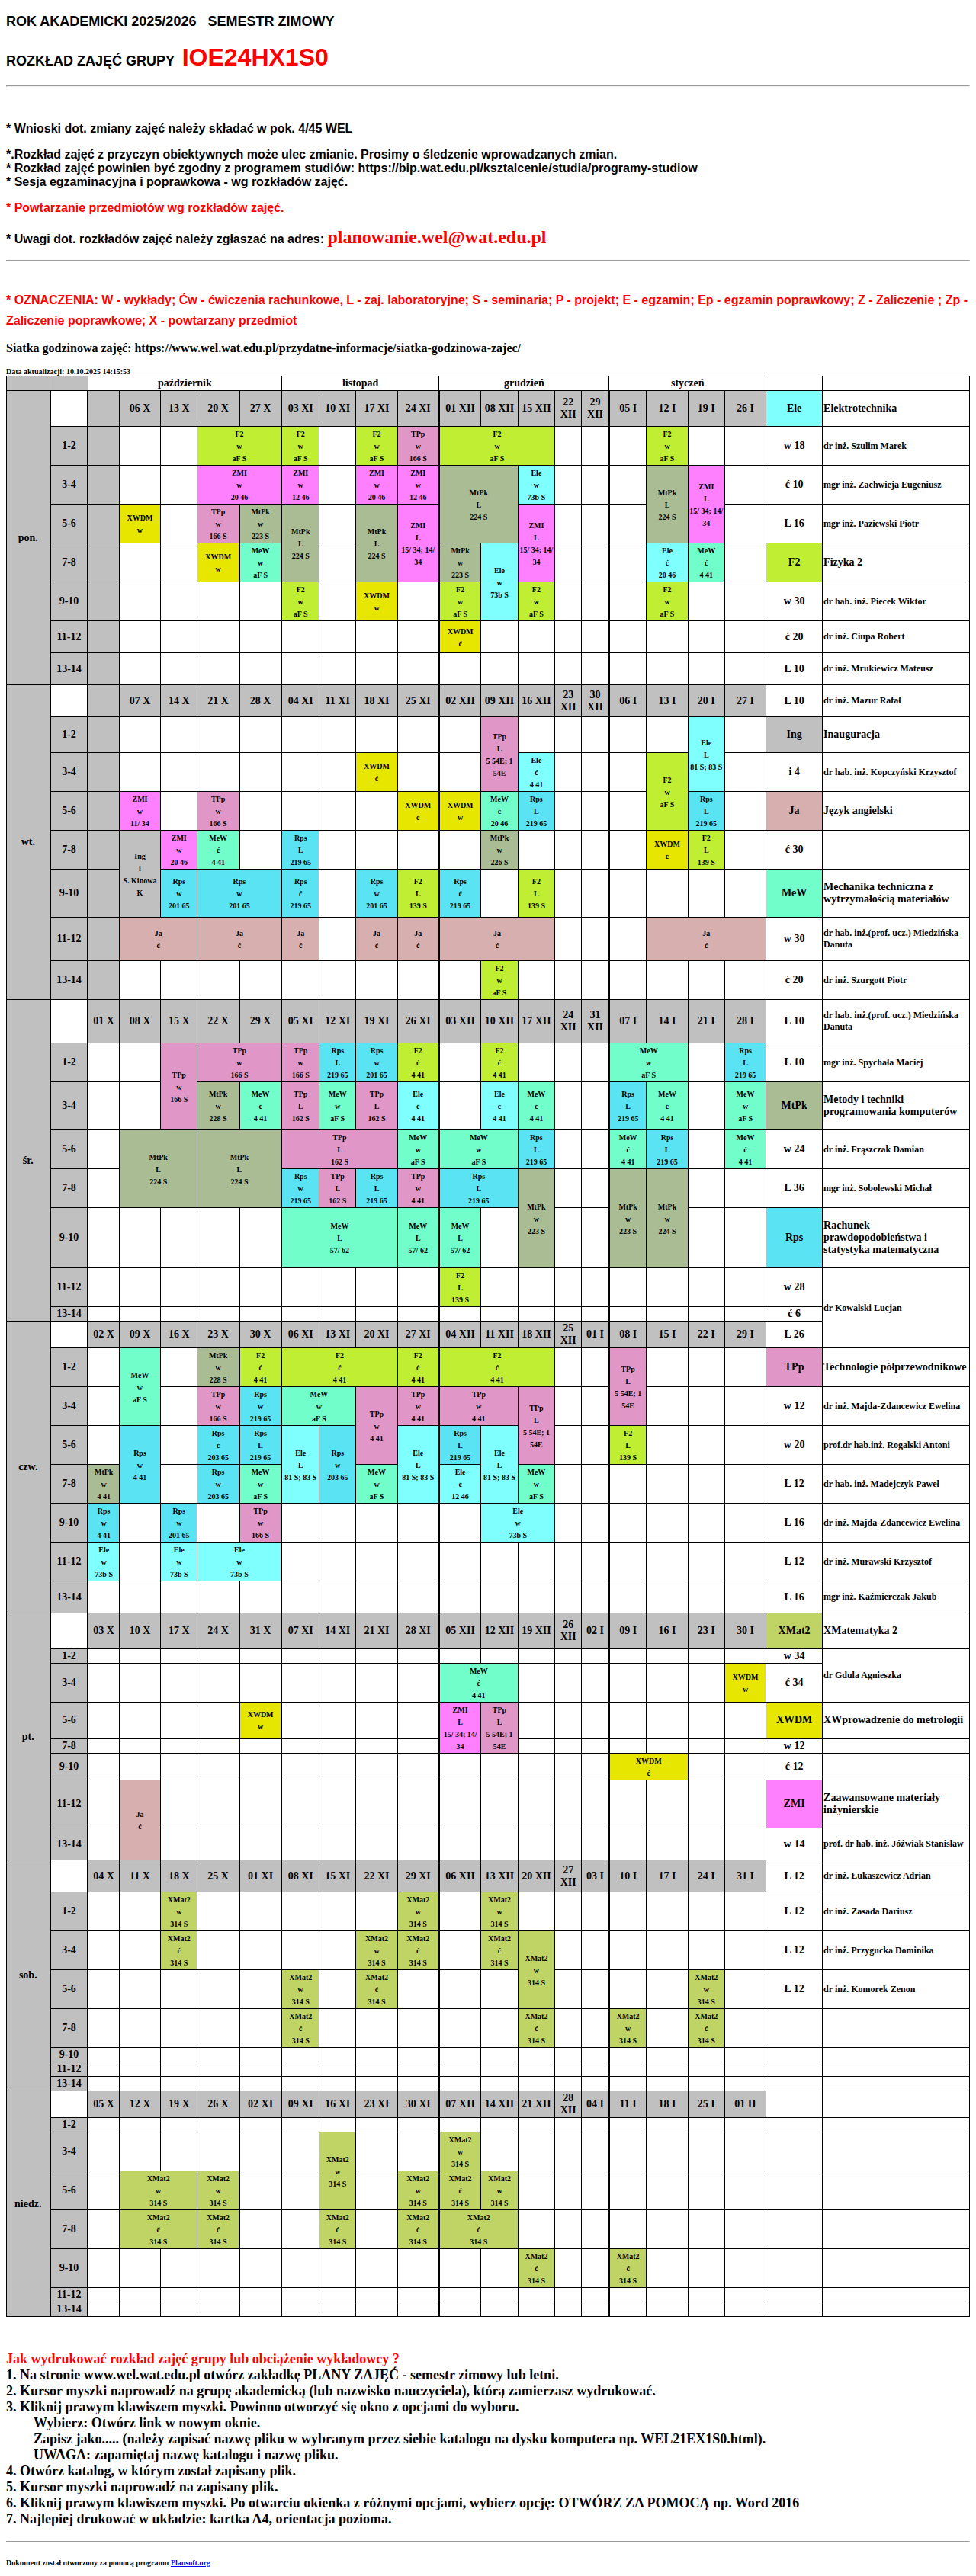 ROK AKADEMICKI 2025/2026 SEMESTR ZIMOWY
ROZKŁAD ZAJĘĆ GRUPY IOE24HX1S0
* Wnioski dot. zmiany zajęć należy składać w pok. 4/45 WEL
*.Rozkład zajęć z przyczyn obiektywnych może ulec zmianie. Prosimy o śledzenie wprowadzanych zmian.
* Rozkład zajęć powinien być zgodny z programem studiów: https://bip.wat.edu.pl/ksztalcenie/studia/programy-studiow
* Sesja egzaminacyjna i poprawkowa - wg rozkładów zajęć.
* Powtarzanie przedmiotów wg rozkładów zajęć.
* Uwagi dot. rozkładów zajęć należy zgłaszać na adres: planowanie.wel@wat.edu.pl
* OZNACZENIA: W - wykłady; Ćw - ćwiczenia rachunkowe, L - zaj. laboratoryjne; S - seminaria; P - projekt; E - egzamin; Ep - egzamin poprawkowy; Z - Zaliczenie ; Zp -
Zaliczenie poprawkowe; X - powtarzany przedmiot
Siatka godzinowa zajęć: https://www.wel.wat.edu.pl/przydatne-informacje/siatka-godzinowa-zajec/
Data aktualizacji: 10.10.2025 14:15:53
październik listopad grudzień styczeń
pon. 06 X 13 X 20 X 27 X 03 XI 10 XI 17 XI 24 XI 01 XII 08 XII 15 XII 22 XII 29 XII 05 I 12 I 19 I 26 I Ele Elektrotechnika
1-2 F2 w aF S F2 w aF S F2 w aF S TPp w 166 S F2 w aF S F2 w aF S w 18 dr inż. Szulim Marek
3-4 ZMI w 20 46 ZMI w 12 46 ZMI w 20 46 ZMI w 12 46 MtPk L 224 S Ele w 73b S MtPk L 224 S ZMI L 15/ 34; 14/ 34 ć 10 mgr inż. Zachwieja Eugeniusz
5-6 XWDM w TPp w 166 S MtPk w 223 S MtPk L 224 S MtPk L 224 S ZMI L 15/ 34; 14/ 34 ZMI L 15/ 34; 14/ 34 L 16 mgr inż. Paziewski Piotr
7-8 XWDM w MeW w aF S MtPk w 223 S Ele w 73b S Ele ć 20 46 MeW ć 4 41 F2 Fizyka 2
9-10 F2 w aF S XWDM w F2 w aF S F2 w aF S F2 w aF S w 30 dr hab. inż. Piecek Wiktor
11-12 XWDM ć ć 20 dr inż. Ciupa Robert
13-14 L 10 dr inż. Mrukiewicz Mateusz
wt. 07 X 14 X 21 X 28 X 04 XI 11 XI 18 XI 25 XI 02 XII 09 XII 16 XII 23 XII 30 XII 06 I 13 I 20 I 27 I L 10 dr inż. Mazur Rafał
1-2 TPp L 5 54E; 1 54E Ele L 81 S; 83 S Ing Inauguracja
3-4 XWDM ć Ele ć 4 41 F2 w aF S i 4 dr hab. inż. Kopczyński Krzysztof
5-6 ZMI w 11/ 34 TPp w 166 S XWDM ć XWDM w MeW ć 20 46 Rps L 219 65 Rps L 219 65 Ja Język angielski
7-8 Ing i S. Kinowa K ZMI w 20 46 MeW ć 4 41 Rps L 219 65 MtPk w 226 S XWDM ć F2 L 139 S ć 30
9-10 Rps w 201 65 Rps w 201 65 Rps ć 219 65 Rps w 201 65 F2 L 139 S Rps ć 219 65 F2 L 139 S MeW Mechanika techniczna z wytrzymałością materiałów
11-12 Ja ć Ja ć Ja ć Ja ć Ja ć Ja ć Ja ć w 30 dr hab. inż.(prof. ucz.) Miedzińska Danuta
13-14 F2 w aF S ć 20 dr inż. Szurgott Piotr
śr. 01 X 08 X 15 X 22 X 29 X 05 XI 12 XI 19 XI 26 XI 03 XII 10 XII 17 XII 24 XII 31 XII 07 I 14 I 21 I 28 I L 10 dr hab. inż.(prof. ucz.) Miedzińska Danuta
1-2 TPp w 166 S TPp w 166 S TPp w 166 S Rps L 219 65 Rps w 201 65 F2 ć 4 41 F2 ć 4 41 MeW w aF S Rps L 219 65 L 10 mgr inż. Spychała Maciej
3-4 MtPk w 228 S MeW ć 4 41 TPp L 162 S MeW w aF S TPp L 162 S Ele ć 4 41 Ele ć 4 41 MeW ć 4 41 Rps L 219 65 MeW ć 4 41 MeW w aF S MtPk Metody i techniki programowania komputerów
5-6 MtPk L 224 S MtPk L 224 S TPp L 162 S MeW w aF S MeW w aF S Rps L 219 65 MeW ć 4 41 Rps L 219 65 MeW ć 4 41 w 24 dr inż. Frąszczak Damian
7-8 Rps w 219 65 TPp L 162 S Rps L 219 65 TPp w 4 41 Rps L 219 65 MtPk w 223 S MtPk w 223 S MtPk w 224 S L 36 mgr inż. Sobolewski Michał
9-10 MeW L 57/ 62 MeW L 57/ 62 MeW L 57/ 62 Rps Rachunek prawdopodobieństwa i statystyka matematyczna
11-12 F2 L 139 S w 28 dr Kowalski Lucjan
13-14 ć 6
czw. 02 X 09 X 16 X 23 X 30 X 06 XI 13 XI 20 XI 27 XI 04 XII 11 XII 18 XII 25 XII 01 I 08 I 15 I 22 I 29 I L 26
1-2 MeW w aF S MtPk w 228 S F2 ć 4 41 F2 ć 4 41 F2 ć 4 41 F2 ć 4 41 TPp L 5 54E; 1 54E TPp Technologie półprzewodnikowe
3-4 TPp w 166 S Rps w 219 65 MeW w aF S TPp w 4 41 TPp w 4 41 TPp w 4 41 TPp L 5 54E; 1 54E w 12 dr inż. Majda-Zdancewicz Ewelina
5-6 Rps w 4 41 Rps ć 203 65 Rps L 219 65 Ele L 81 S; 83 S Rps w 203 65 Ele L 81 S; 83 S Rps L 219 65 Ele L 81 S; 83 S F2 L 139 S w 20 prof.dr hab.inż. Rogalski Antoni
7-8 MtPk w 4 41 Rps w 203 65 MeW w aF S MeW w aF S Ele ć 12 46 MeW w aF S L 12 dr hab. inż. Madejczyk Paweł
9-10 Rps w 4 41 Rps w 201 65 TPp w 166 S Ele w 73b S L 16 dr inż. Majda-Zdancewicz Ewelina
11-12 Ele w 73b S Ele w 73b S Ele w 73b S L 12 dr inż. Murawski Krzysztof
13-14 L 16 mgr inż. Kaźmierczak Jakub
pt. 03 X 10 X 17 X 24 X 31 X 07 XI 14 XI 21 XI 28 XI 05 XII 12 XII 19 XII 26 XII 02 I 09 I 16 I 23 I 30 I XMat2 XMatematyka 2
1-2 w 34 dr Gdula Agnieszka
3-4 MeW ć 4 41 XWDM w ć 34
5-6 XWDM w ZMI L 15/ 34; 14/ 34 TPp L 5 54E; 1 54E XWDM XWprowadzenie do metrologii
7-8 w 12
9-10 XWDM ć ć 12
11-12 Ja ć ZMI Zaawansowane materiały inżynierskie
13-14 w 14 prof. dr hab. inż. Jóźwiak Stanisław
sob. 04 X 11 X 18 X 25 X 01 XI 08 XI 15 XI 22 XI 29 XI 06 XII 13 XII 20 XII 27 XII 03 I 10 I 17 I 24 I 31 I L 12 dr inż. Łukaszewicz Adrian
1-2 XMat2 w 314 S XMat2 w 314 S XMat2 w 314 S L 12 dr inż. Zasada Dariusz
3-4 XMat2 ć 314 S XMat2 w 314 S XMat2 ć 314 S XMat2 ć 314 S XMat2 w 314 S L 12 dr inż. Przygucka Dominika
5-6 XMat2 w 314 S XMat2 ć 314 S XMat2 w 314 S L 12 dr inż. Komorek Zenon
7-8 XMat2 ć 314 S XMat2 ć 314 S XMat2 w 314 S XMat2 ć 314 S
9-10
11-12
13-14
niedz. 05 X 12 X 19 X 26 X 02 XI 09 XI 16 XI 23 XI 30 XI 07 XII 14 XII 21 XII 28 XII 04 I 11 I 18 I 25 I 01 II
1-2
3-4 XMat2 w 314 S XMat2 w 314 S
5-6 XMat2 w 314 S XMat2 w 314 S XMat2 w 314 S XMat2 ć 314 S XMat2 w 314 S
7-8 XMat2 ć 314 S XMat2 ć 314 S XMat2 ć 314 S XMat2 ć 314 S XMat2 ć 314 S
9-10 XMat2 ć 314 S XMat2 ć 314 S
11-12
13-14
Jak wydrukować rozkład zajęć grupy lub obciążenie wykładowcy ?
1. Na stronie www.wel.wat.edu.pl otwórz zakładkę PLANY ZAJĘĆ - semestr zimowy lub letni.
2. Kursor myszki naprowadź na grupę akademicką (lub nazwisko nauczyciela), którą zamierzasz wydrukować.
3. Kliknij prawym klawiszem myszki. Powinno otworzyć się okno z opcjami do wyboru.
Wybierz: Otwórz link w nowym oknie.
Zapisz jako..... (należy zapisać nazwę pliku w wybranym przez siebie katalogu na dysku komputera np. WEL21EX1S0.html).
UWAGA: zapamiętaj nazwę katalogu i nazwę pliku.
4. Otwórz katalog, w którym został zapisany plik.
5. Kursor myszki naprowadź na zapisany plik.
6. Kliknij prawym klawiszem myszki. Po otwarciu okienka z różnymi opcjami, wybierz opcję: OTWÓRZ ZA POMOCĄ np. Word 2016
7. Najlepiej drukować w układzie: kartka A4, orientacja pozioma.
Dokument został utworzony za pomocą programu Plansoft.org